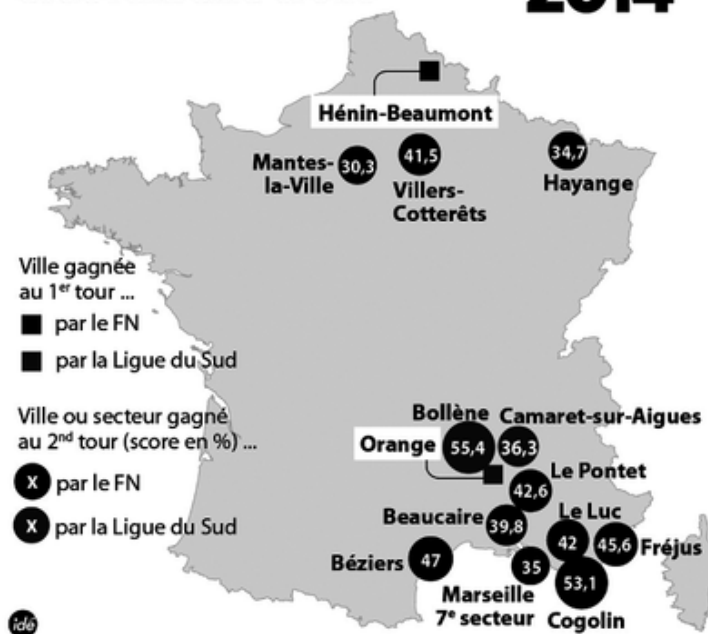 2014
Hénin-Beaumont
Mantes-
la-Ville
30,3
41,5
Villers-
Cotterêts
34,7
Hayange
Ville gagnée
au 1er tour ...
par le FN
par la Ligue du Sud
Ville ou secteur gagné
au 2nd tour (score en %) ...
X par le FN
X par la Ligue du Sud
Bollène
55,4
Camaret-sur-Aigues
36,3
Orange
Le Pontet
42,6
Beaucaire
39,8
Le Luc
42
45,6
Fréjus
Béziers
47
35
Marseille
7e secteur
53,1
Cogolin
idé